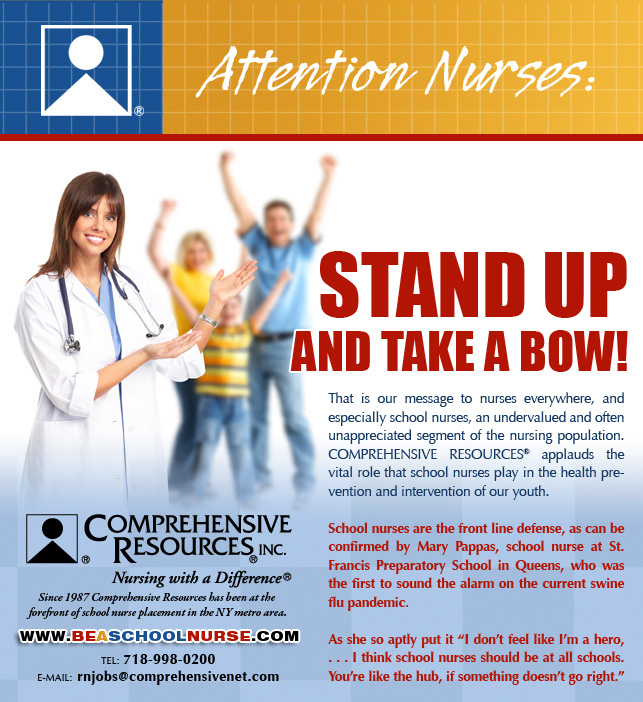 Attention Nurses:
®
STAND UP
AND TAKE A BOW!
That is our message to nurses everywhere, and
especially school nurses, an undervalued and often
unappreciated segment of the nursing population.
COMPREHENSIVE RESOURCES® applauds the
vital role that school nurses play in the health pre-
vention and intervention of our youth.
School nurses are the front line defense, as can be
confirmed by Mary Pappas, school nurse at St.
Francis Preparatory School in Queens, who was
the first to sound the alarm on the current swine
flu pandemic.
As she so aptly put it “I don’t feel like I’m a hero,
. . . I think school nurses should be at all schools.
You’re like the hub, if something doesn’t go right.”
® COMPREHENSIVE
RESOURCES® INC.
Nursing with a Difference®
Since 1987 Comprehensive Resources has been at the
forefront of school nurse placement in the NY metro area.
WWW.BEASCHOOLNURSE.COM
TEL: 718-998-0200
E-MAIL: rnjobs@comprehensivenet.com